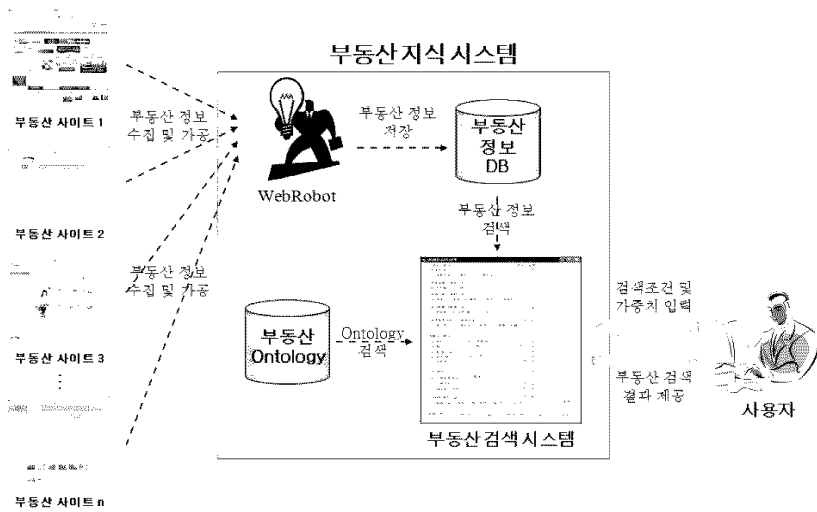 부동산 지식 시스템
부동산 사이트 1
부동산 정보
수집 및 가공
WebRobot
부동산 정보
저장
부동산
정보
DB
부동산 사이트 2
부동산 정보
검색
부동산 정보
수집 및 가공
부동산 사이트 3
부동산
Ontology
Ontology
검색
검색조건 및
가중치 입력
부동산 검색
결과 제공
사용자
부동산 검색 시스템
부동산 사이트 n